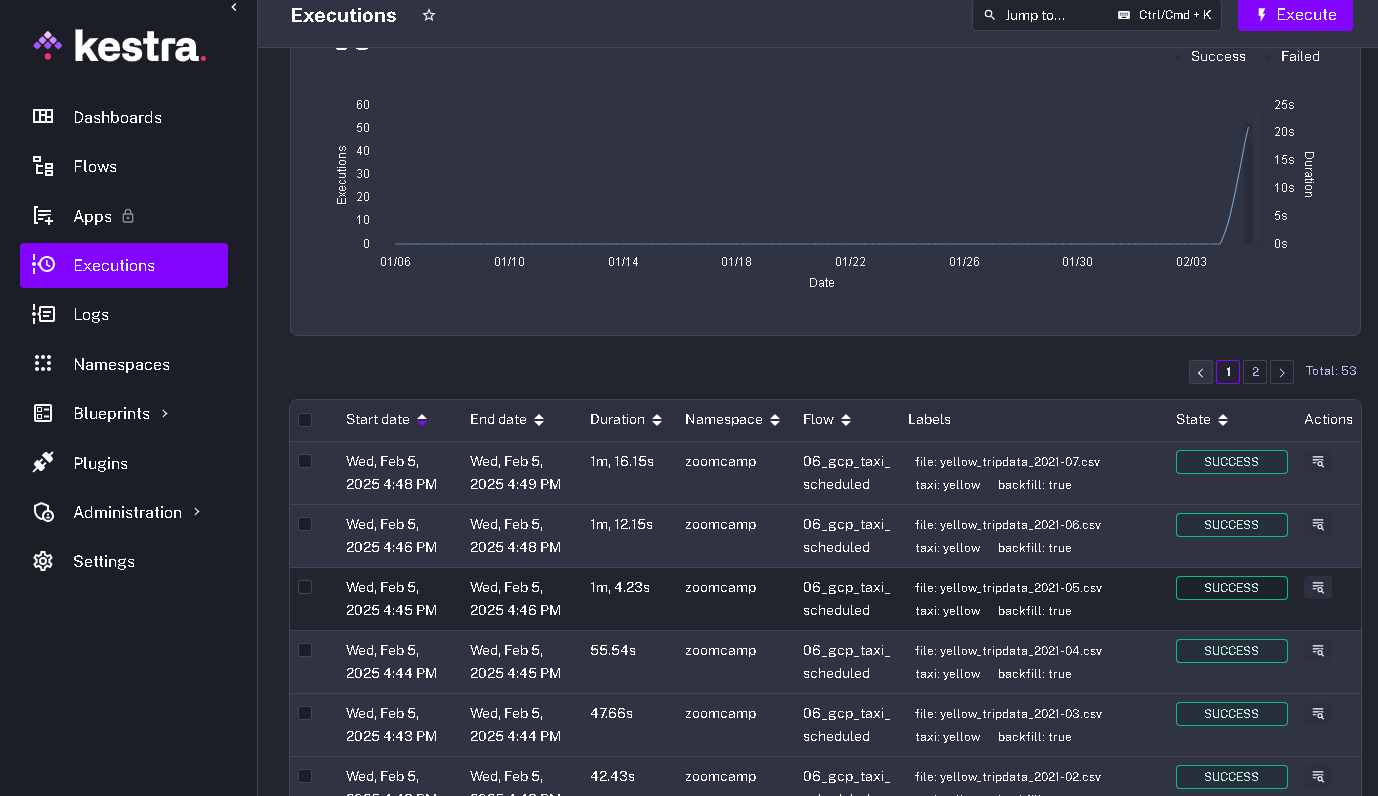 kestra.
Dashboards
Flows
Apps
Executions
Logs
Namespaces
Blueprints
Plugins
Administration
Settings
Executions
Jump to...
Ctrl/Cmd + K
Execute
Success
Failed
60
50
40
30
20
10
0
Executions
25s
20s
15s
10s
5s
0s
Duration
01/06 01/10 01/14 01/18 01/22 01/26 01/30 02/03
Date
1 2 Total: 53
Start date End date Duration Namespace Flow Labels State Actions
Wed, Feb 5, Wed, Feb 5, 1m, 16.15s zoomcamp 06_gcp_taxi_ file: yellow_tripdata_2021-07.csv SUCCESS
2025 4:48 PM 2025 4:49 PM scheduled taxi: yellow backfill: true
Wed, Feb 5, Wed, Feb 5, 1m, 12.15s zoomcamp 06_gcp_taxi_ file: yellow_tripdata_2021-06.csv SUCCESS
2025 4:46 PM 2025 4:48 PM scheduled taxi: yellow backfill: true
Wed, Feb 5, Wed, Feb 5, 1m, 4.23s zoomcamp 06_gcp_taxi_ file: yellow_tripdata_2021-05.csv SUCCESS
2025 4:45 PM 2025 4:46 PM scheduled taxi: yellow backfill: true
Wed, Feb 5, Wed, Feb 5, 55.54s zoomcamp 06_gcp_taxi_ file: yellow_tripdata_2021-04.csv SUCCESS
2025 4:44 PM 2025 4:45 PM scheduled taxi: yellow backfill: true
Wed, Feb 5, Wed, Feb 5, 47.66s zoomcamp 06_gcp_taxi_ file: yellow_tripdata_2021-03.csv SUCCESS
2025 4:43 PM 2025 4:44 PM scheduled taxi: yellow backfill: true
Wed, Feb 5, Wed, Feb 5, 42.43s zoomcamp 06_gcp_taxi_ file: yellow_tripdata_2021-02.csv SUCCESS